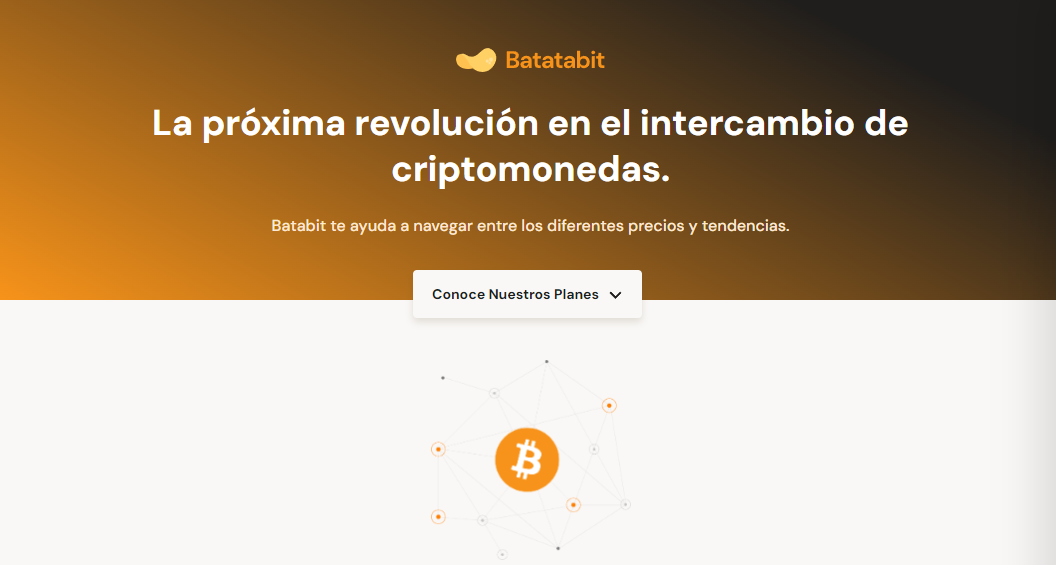 Batatabit
La próxima revolución en el intercambio de
criptomonedas.
Batabit te ayuda a navegar entre los diferentes precios y tendencias.
Conoce Nuestros Planes